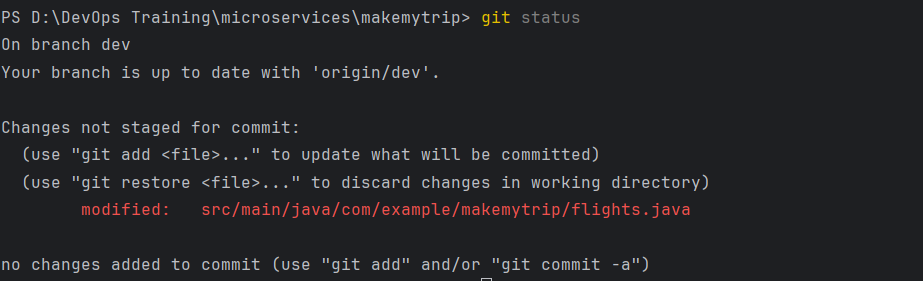 PS D:\DevOps Training\microservices\makemytrip> git status
On branch dev
Your branch is up to date with 'origin/dev'.
Changes not staged for commit:
  (use "git add <file>..." to update what will be committed)
  (use "git restore <file>..." to discard changes in working directory)
        modified:   src/main/java/com/example/makemytrip/flights.java
no changes added to commit (use "git add" and/or "git commit -a")